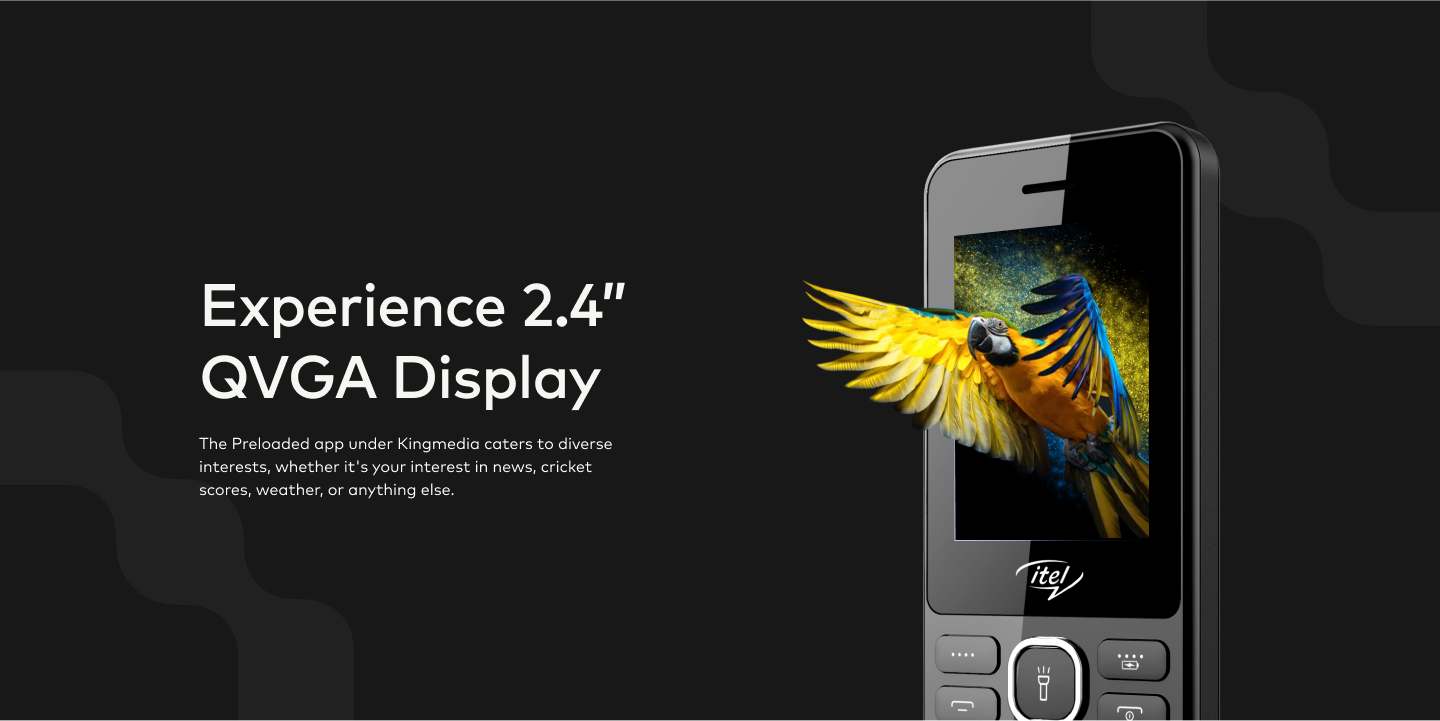 Experience 2.4"
QVGA Display
The Preloaded app under Kingmedia caters to diverse
interests, whether it's your interest in news, cricket
scores, weather, or anything else.
itel